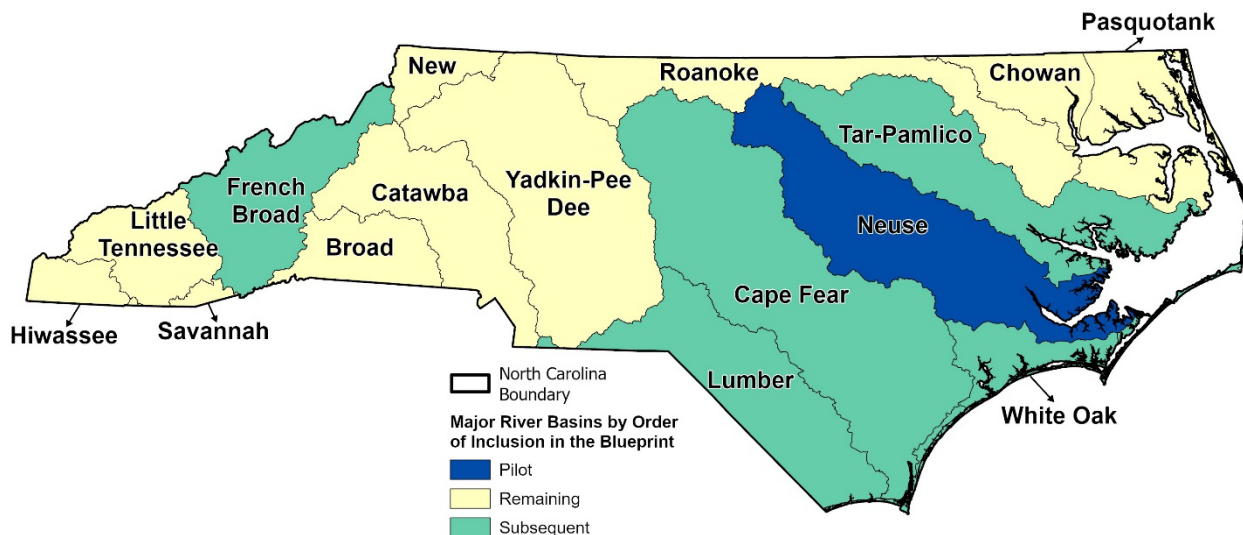 Pasquotank
New
Roanoke
Chowan
Tar-Pamlico
French
Broad
Catawba
Yadkin-Pee
Dee
Little
Tennessee
Broad
Neuse
Cape Fear
Hiwassee
Savannah
Lumber
White Oak
North Carolina
Boundary
Major River Basins by Order
of Inclusion in the Blueprint
Pilot
Remaining
Subsequent